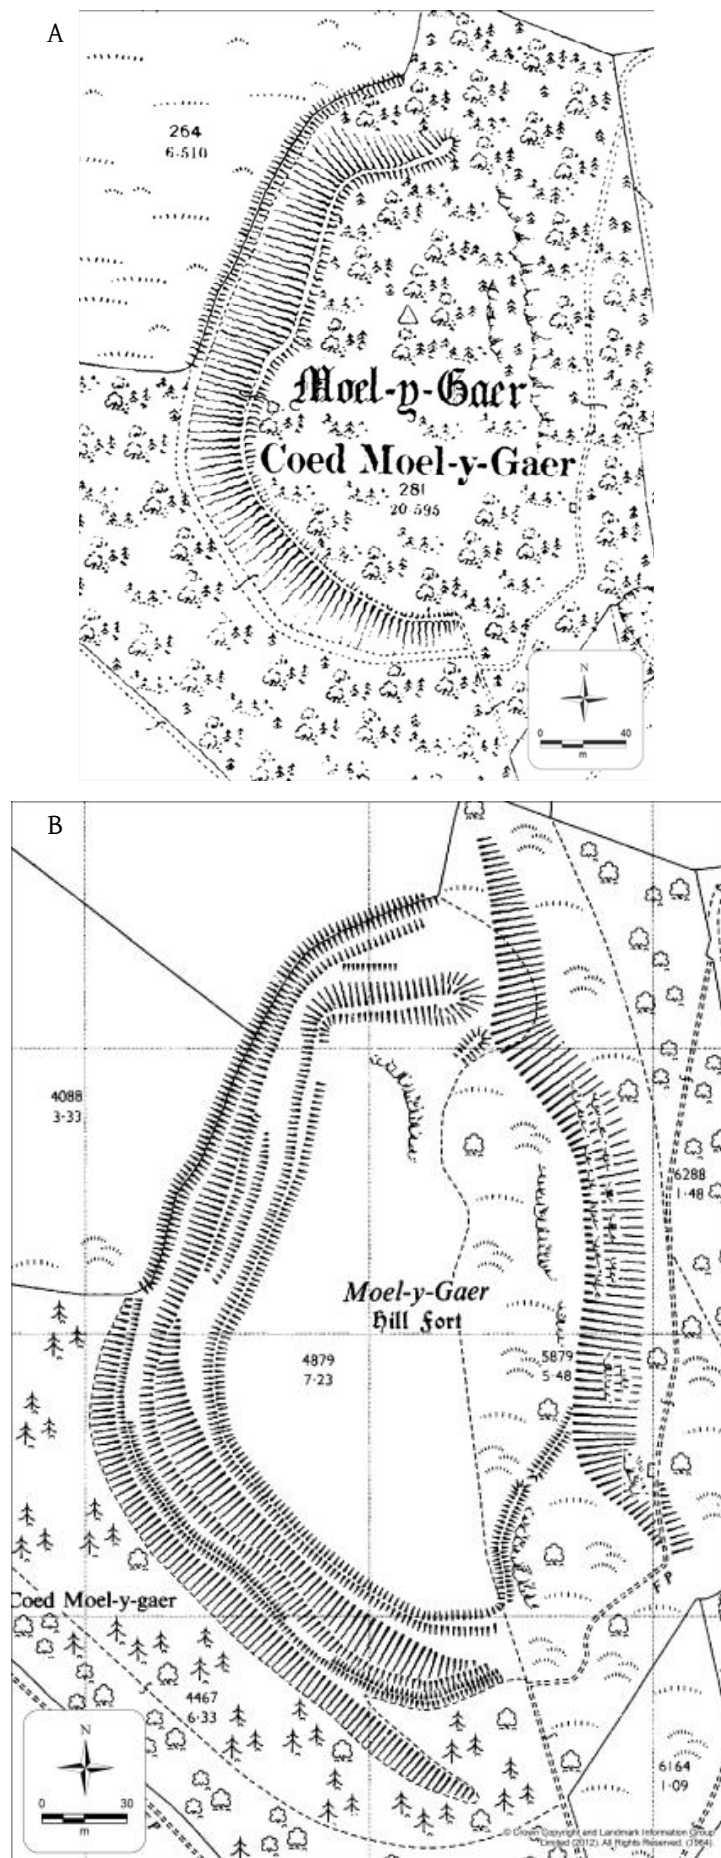 A
264
6·510
Moel-y-Gaer
Coed Moel-y-Gaer
281
20·595
N
0 40
m
B
4088
3·33
6288
1·48
Moel-y-Gaer
Hill Fort
4879
7·23
5879
5·48
F P
Coed Moel-y-gaer
4467
6·33
6164
1·09
N
0 30
m
© Crown Copyright and Landmark Information Group
Limited (2012). All Rights Reserved. (1964).